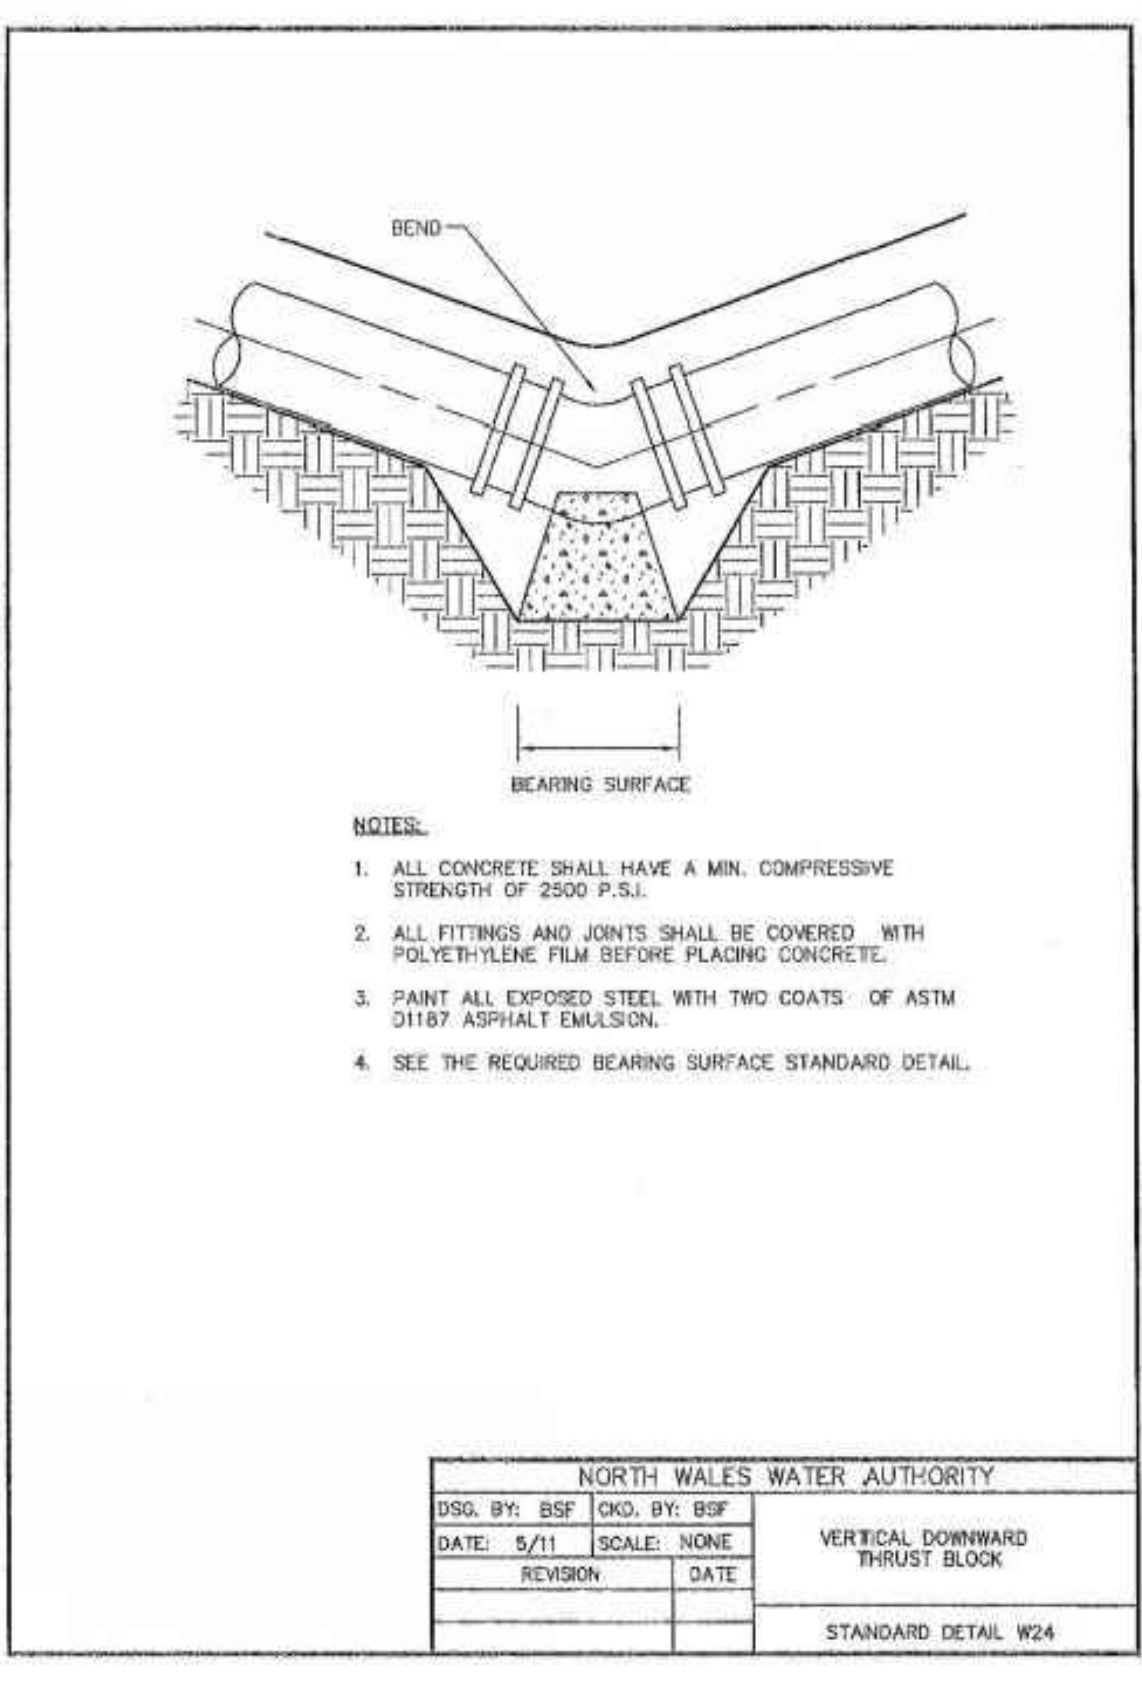 BEND
BEARING SURFACE
NOTES:
1. ALL CONCRETE SHALL HAVE A MIN. COMPRESSIVE
STRENGTH OF 2500 P.S.I.
2. ALL FITTINGS AND JOINTS SHALL BE COVERED WITH
POLYETHYLENE FILM BEFORE PLACING CONCRETE.
3. PAINT ALL EXPOSED STEEL WITH TWO COATS OF ASTM
D1187 ASPHALT EMULSION.
4. SEE THE REQUIRED BEARING SURFACE STANDARD DETAIL.
NORTH WALES WATER AUTHORITY
DSG. BY: BSF CKD. BY: BSF
DATE: 5/11 SCALE: NONE
REVISION DATE
VERTICAL DOWNWARD
THRUST BLOCK
STANDARD DETAIL W24